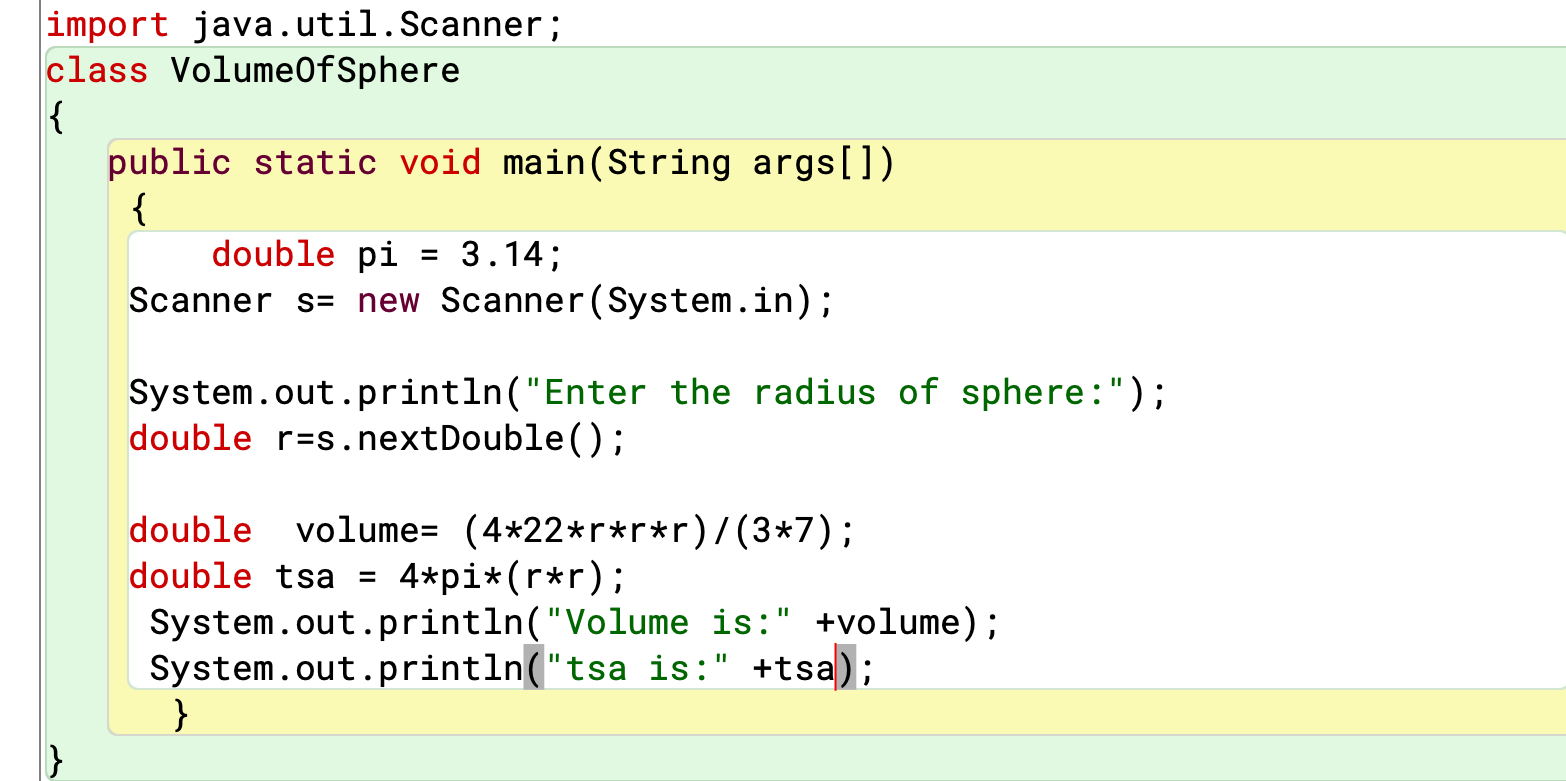 import java.util.Scanner;
class VolumeOfSphere
{
public static void main(String args[])
{
double pi = 3.14;
Scanner s= new Scanner(System.in);
System.out.println("Enter the radius of sphere:");
double r=s.nextDouble();
double  volume= (4*22*r*r*r)/(3*7);
double tsa = 4*pi*(r*r);
System.out.println("Volume is:" +volume);
System.out.println("tsa is:" +tsa);
}
}